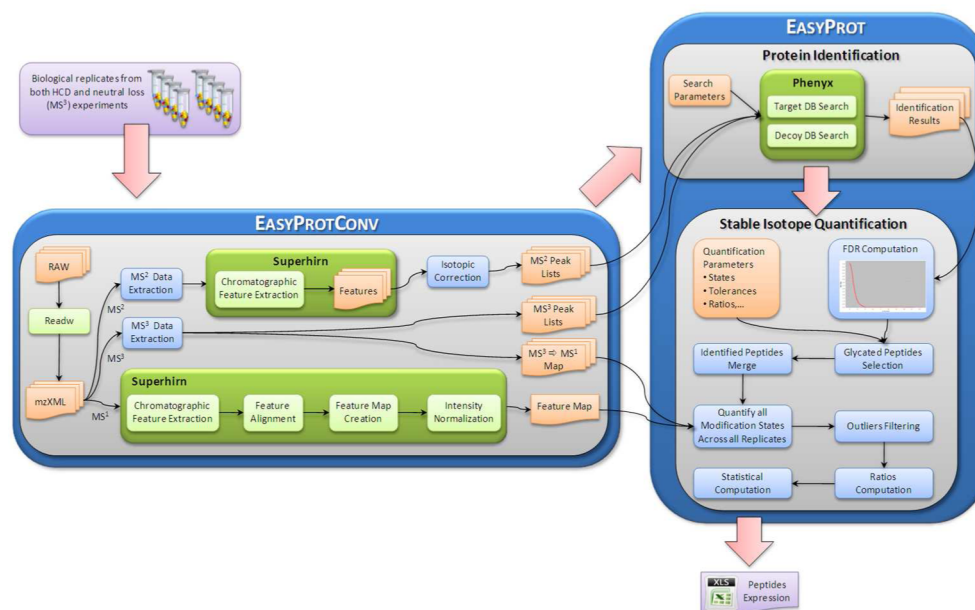 Biological replicates from
both HCD and neutral loss
(MS³) experiments
EASYPROTCONV
RAW
Readw
mzXML
MS²
MS³
MS¹
MS² Data
Extraction
MS³ Data
Extraction
Superhirn
Chromatographic
Feature Extraction
Features
Isotopic
Correction
MS² Peak
Lists
MS³ Peak
Lists
MS³ ⇨ MS¹
Map
Superhirn
Chromatographic
Feature Extraction
Feature
Alignment
Feature Map
Creation
Intensity
Normalization
Feature Map
EASYPROT
Protein Identification
Search
Parameters
Phenyx
Target DB Search
Decoy DB Search
Identification
Results
Stable Isotope Quantification
Quantification
Parameters
• States
• Tolerances
• Ratios,...
FDR Computation
Identified Peptides
Merge
Glycated Peptides
Selection
Quantify all
Modification States
Across all Replicates
Outliers Filtering
Statistical
Computation
Ratios
Computation
XLS
Peptides
Expression